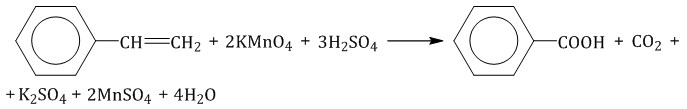 CH=CH₂ + 2KMnO₄ + 3H₂SO₄ ⟶ COOH + CO₂ +
+ K₂SO₄ + 2MnSO₄ + 4H₂O